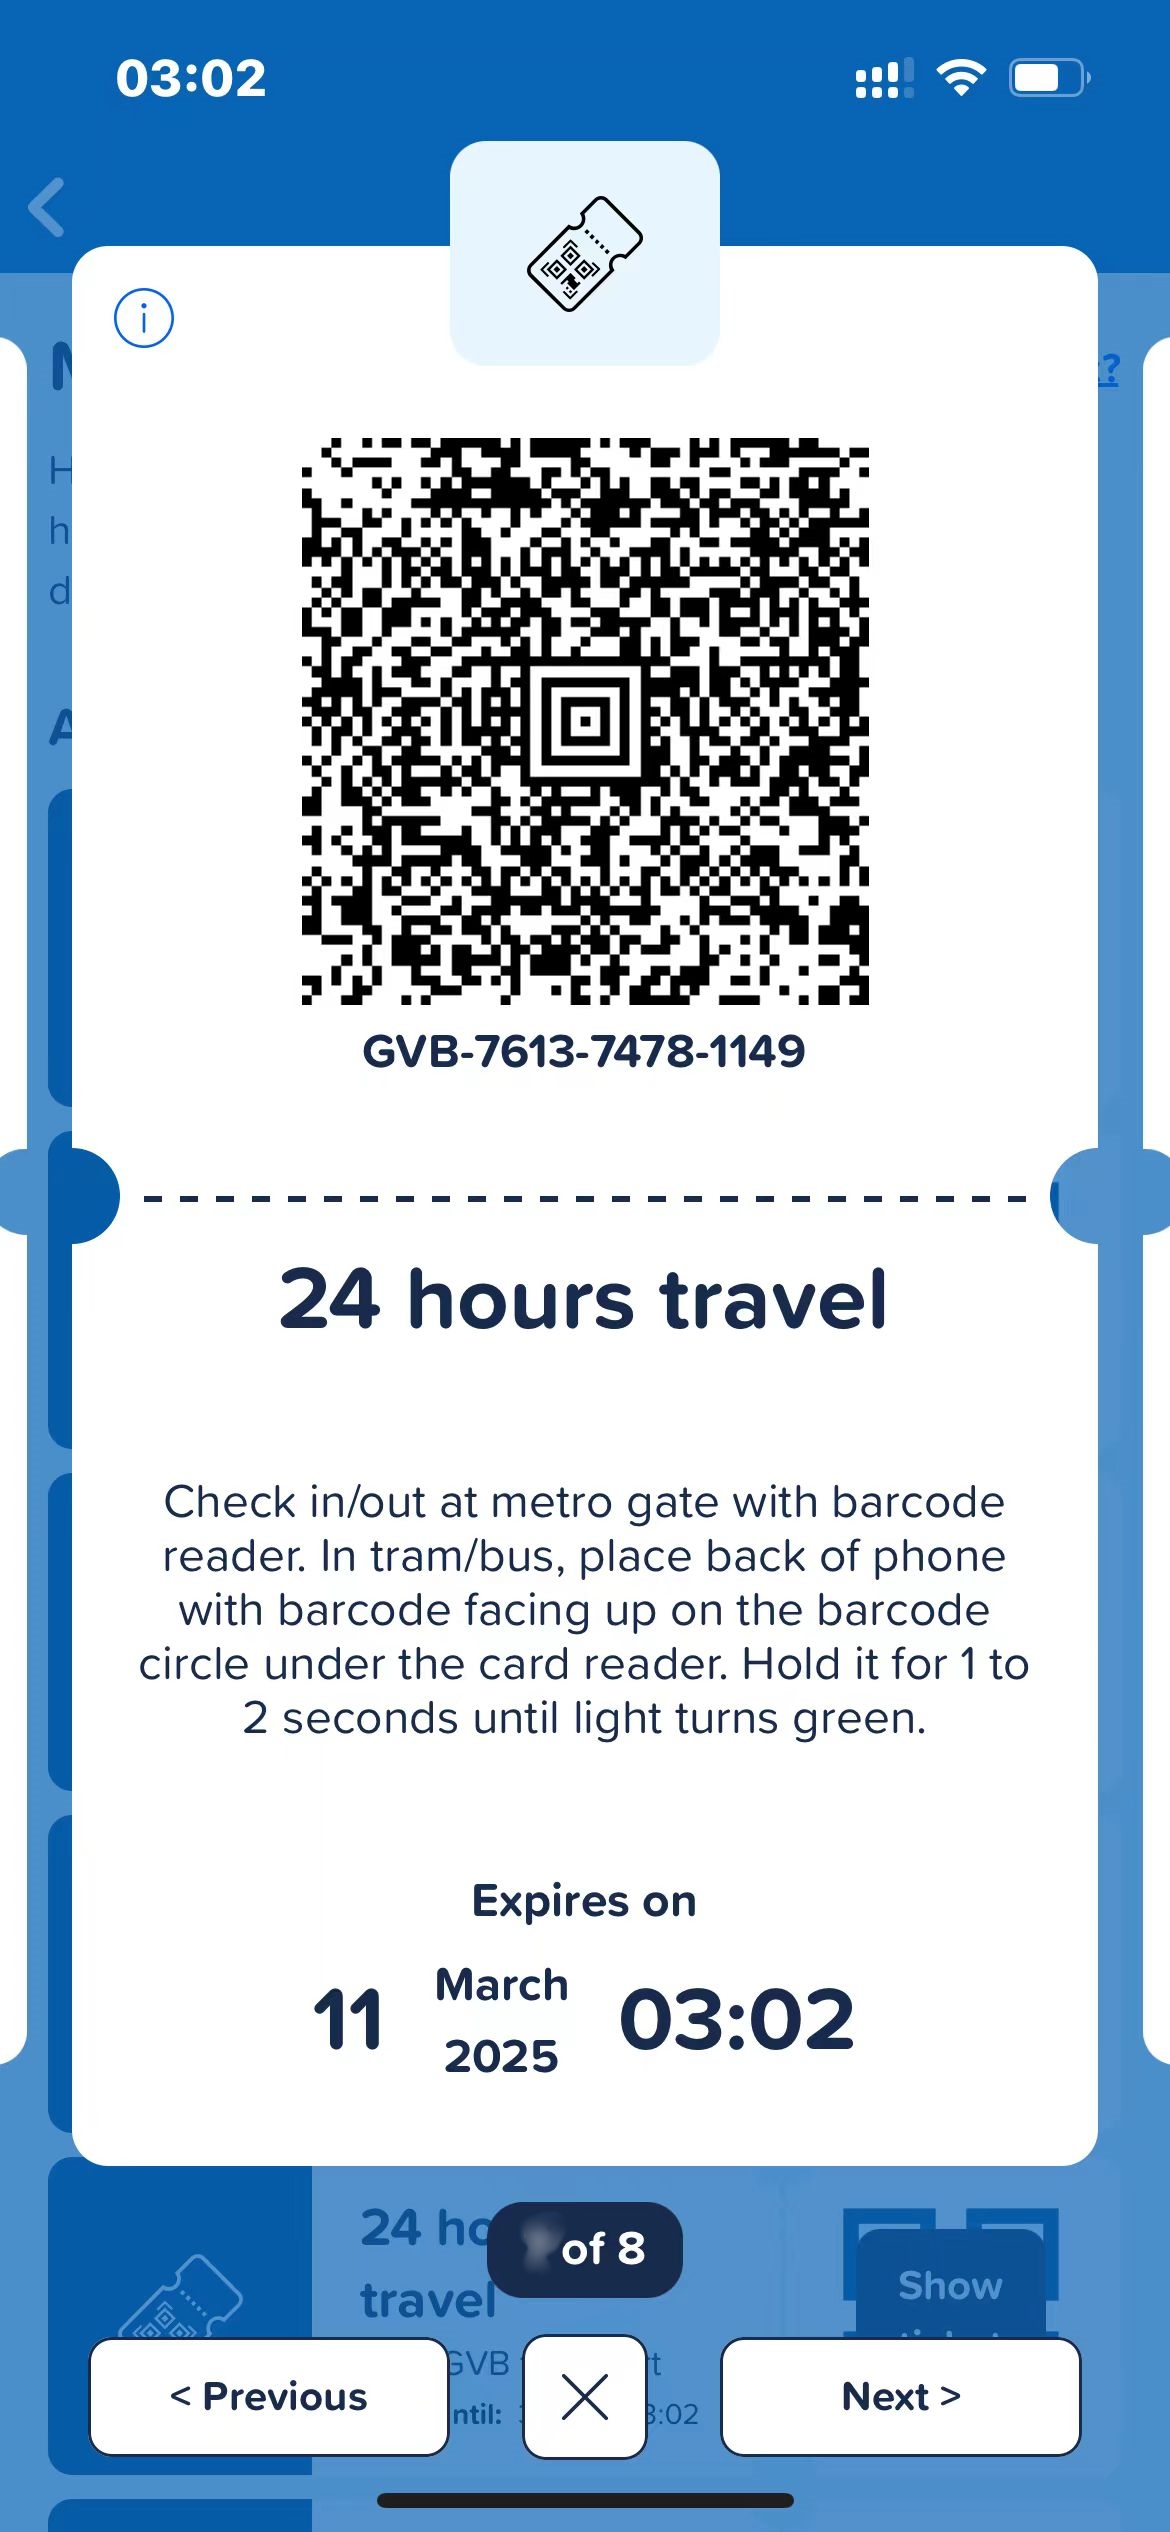 03:02
?
GVB-7613-7478-1149
24 hours travel
Check in/out at metro gate with barcode
reader. In tram/bus, place back of phone
with barcode facing up on the barcode
circle under the card reader. Hold it for 1 to
2 seconds until light turns green.
Expires on
11 March 2025 03:02
24
travel
of 8
Show
GVB
< Previous
Next >